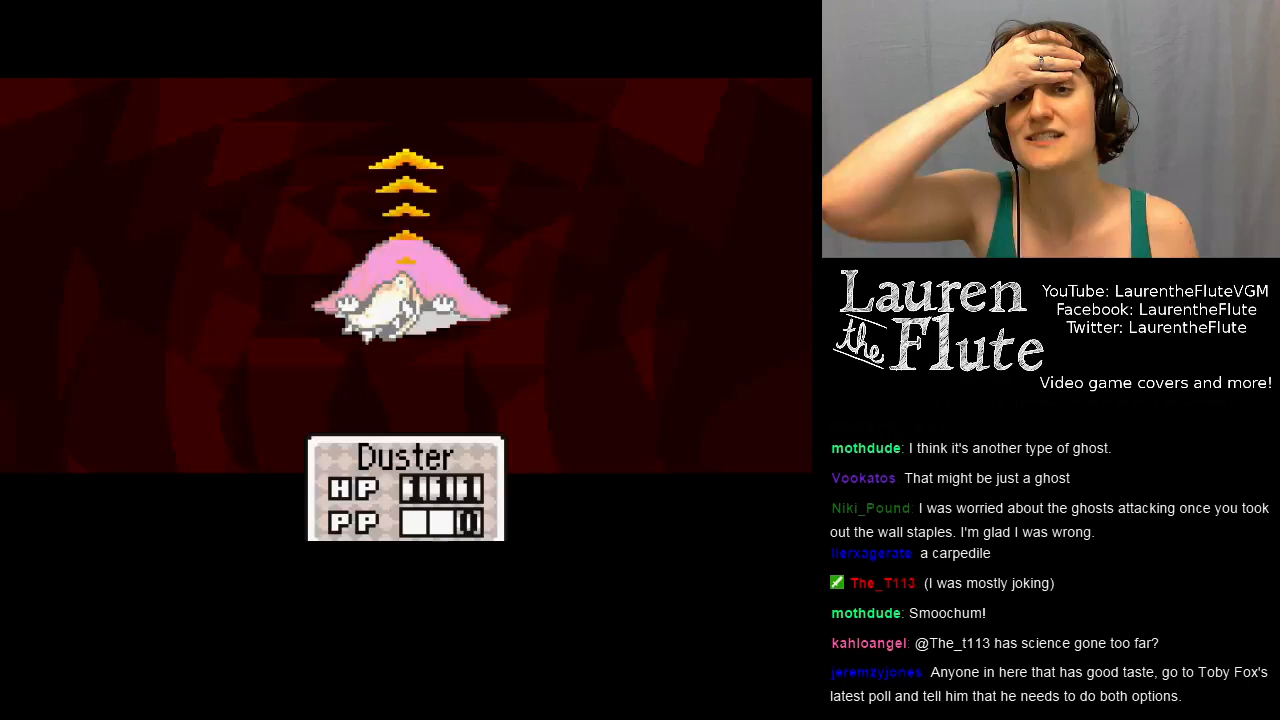 Duster
HP 111
PP 0
Lauren
the
Flute
YouTube: LaurentheFluteVGM
Facebook: LaurentheFlute
Twitter: LaurentheFlute
Video game covers and more!
mothdude: I think it's another type of ghost.
Vookatos: That might be just a ghost
Niki_Pound: I was worried about the ghosts attacking once you took
out the wall staples. I'm glad I was wrong.
lierxagerate: a carpedile
The_T113: (I was mostly joking)
mothdude: Smoochum!
kahloangel: @The_t113 has science gone too far?
jeremzyjones: Anyone in here that has good taste, go to Toby Fox's
latest poll and tell him that he needs to do both options.